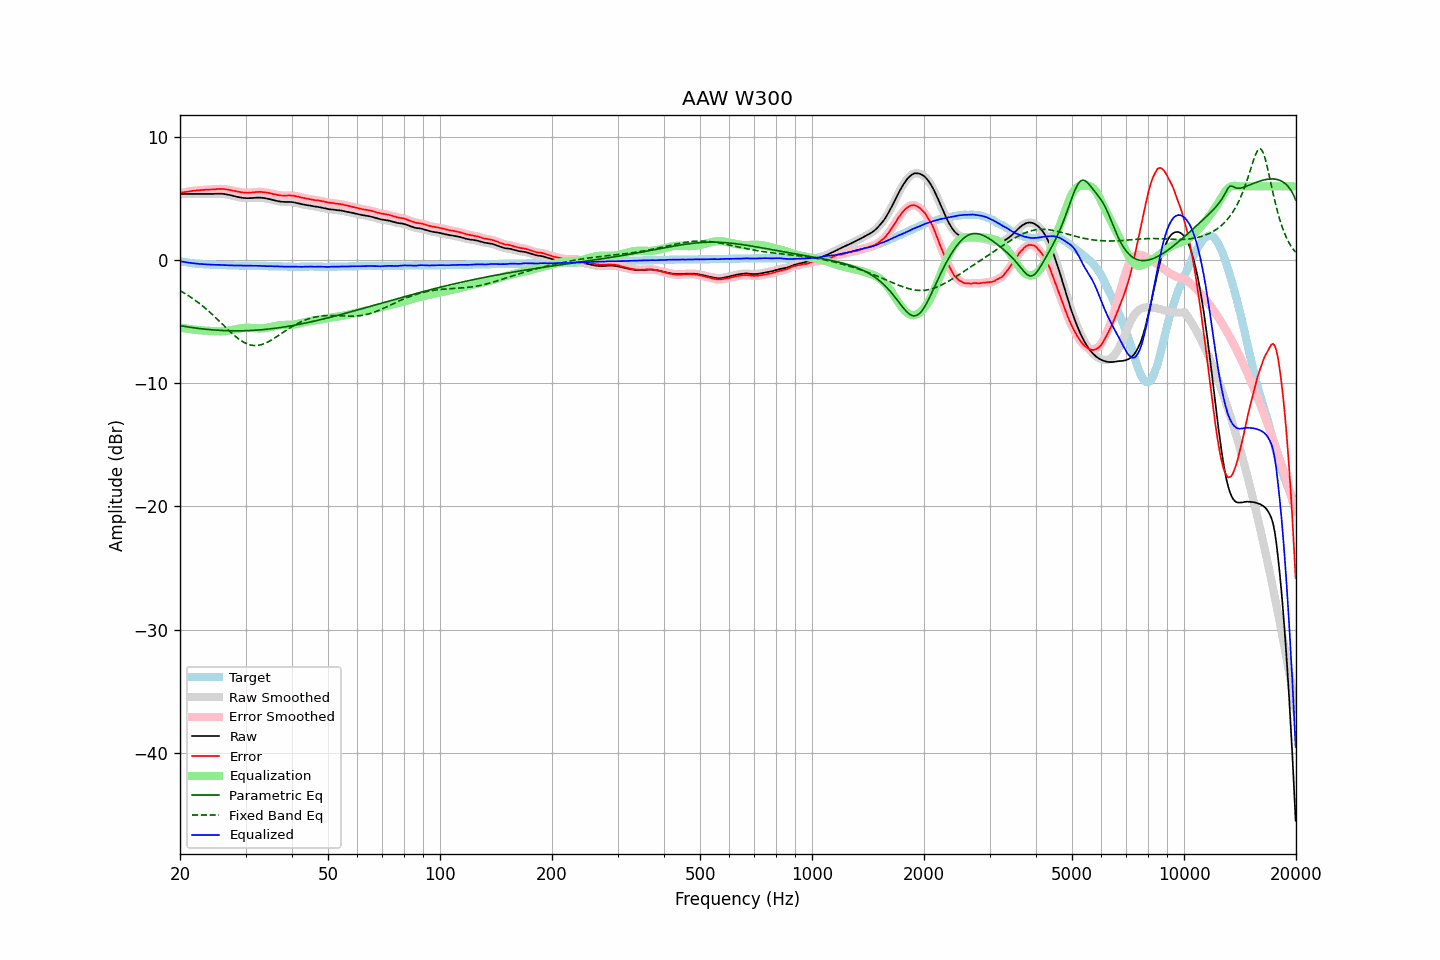 AAW W300
10
0
−10
−20
−30
−40
Amplitude (dBr)
20 50 100 200 500 1000 2000 5000 10000 20000
Frequency (Hz)
Target
Raw Smoothed
Error Smoothed
Raw
Error
Equalization
Parametric Eq
Fixed Band Eq
Equalized